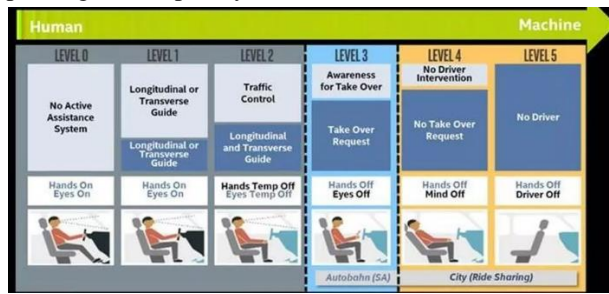 Human
Machine
LEVEL 0
LEVEL 1
LEVEL 2
LEVEL 3
LEVEL 4
LEVEL 5
No Active
Assistance
System
Longitudinal or
Transverse
Guide
Longitudinal or
Transverse
Guide
Traffic
Control
Longitudinal
and Transverse
Guide
Awareness
for Take Over
Take Over
Request
No Driver
Intervention
No Take Over
Request
No Driver
Hands On
Eyes On
Hands On
Eyes On
Hands Temp Off
Eyes Temp Off
Hands Off
Eyes Off
Hands Off
Mind Off
Hands Off
Driver Off
Autobahn (SA)
City (Ride Sharing)